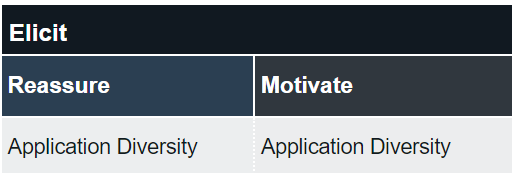 Elicit
Reassure Motivate
Application Diversity Application Diversity